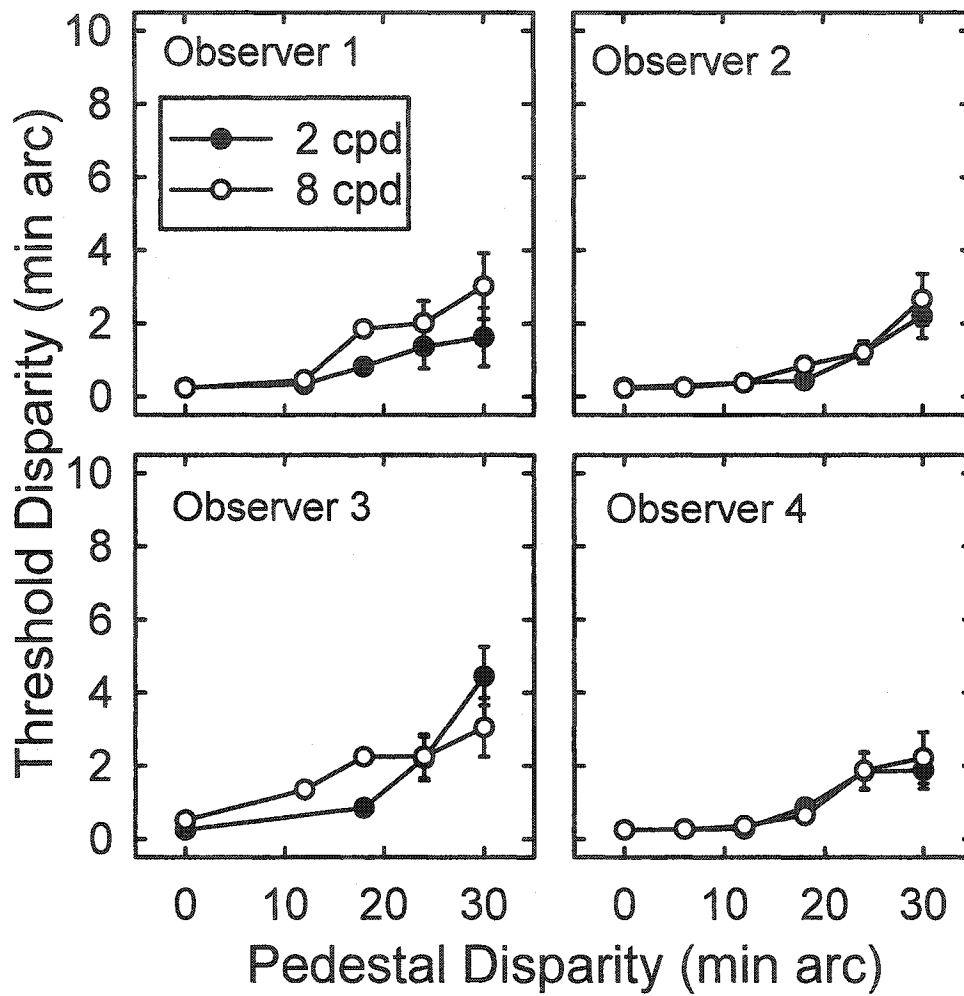 Threshold Disparity (min arc)
10
8
6
4
2
0
Observer 1
2 cpd
8 cpd
Observer 2
10
8
6
4
2
0
Observer 3
Observer 4
0 10 20 30
0 10 20 30
Pedestal Disparity (min arc)